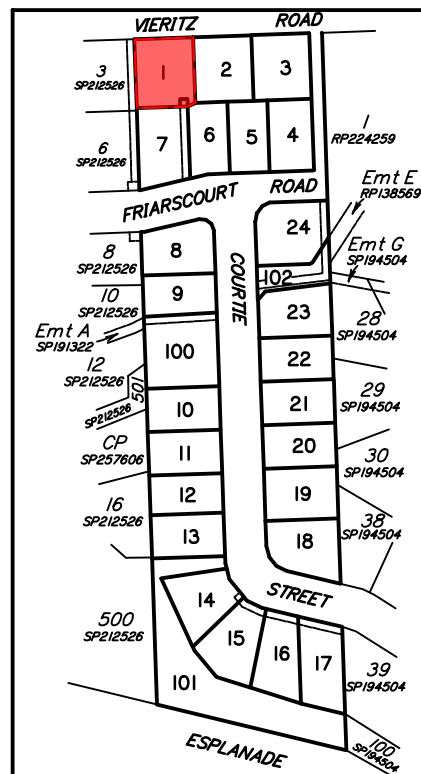 VIERITZ ROAD
3
SP212526
1
2
3
6
SP212526
7
6
5
4
1
RP224259
FRIARSCOURT ROAD
Emt E
RP138569
24
Emt G
SP194504
8
SP212526
8
COURTIE
102
10
SP212526
9
23
28
SP194504
Emt A
SP191322
100
12
SP212526
22
501
SP212526
29
SP194504
10
21
CP
SP257606
11
20
30
SP194504
16
SP212526
12
19
38
SP194504
13
18
STREET
500
SP212526
14
15
16
17
39
SP194504
101
ESPLANADE
100
SP194504